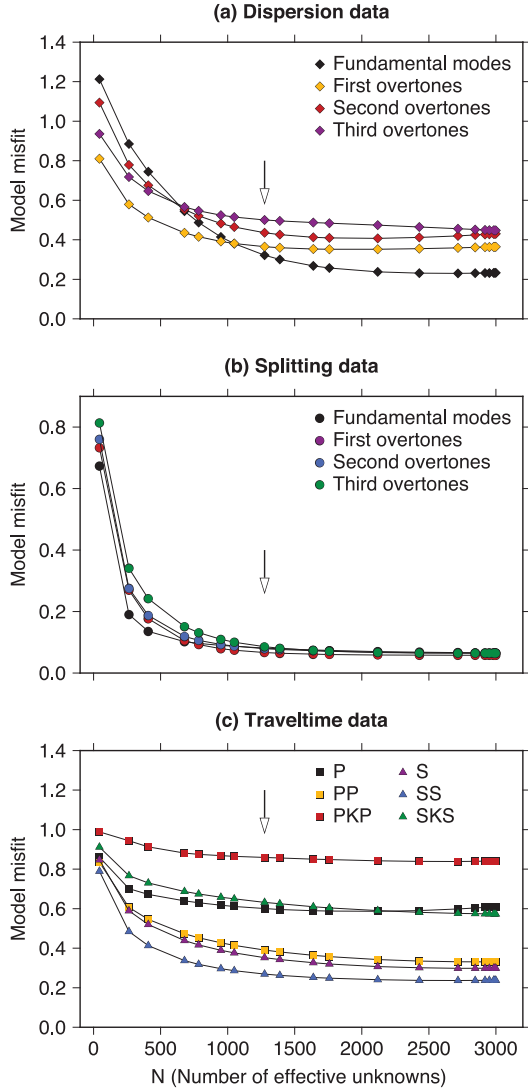 (a) Dispersion data
1.4
1.2
1.0
0.8
0.6
0.4
0.2
0.0
Model misfit
Fundamental modes
First overtones
Second overtones
Third overtones
(b) Splitting data
0.8
0.6
0.4
0.2
0.0
Model misfit
Fundamental modes
First overtones
Second overtones
Third overtones
(c) Traveltime data
1.4
1.2
1.0
0.8
0.6
0.4
0.2
0.0
Model misfit
P S
PP SS
PKP SKS
0 500 1000 1500 2000 2500 3000
N (Number of effective unknowns)